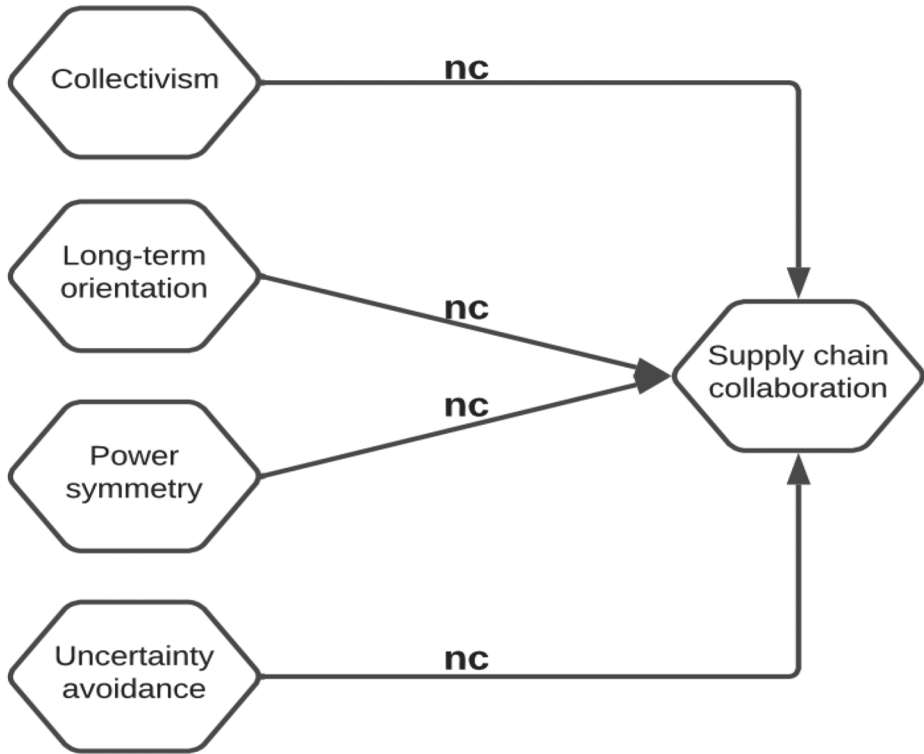 Collectivism
nc
Long-term
orientation
nc
Supply chain
collaboration
Power
symmetry
nc
Uncertainty
avoidance
nc